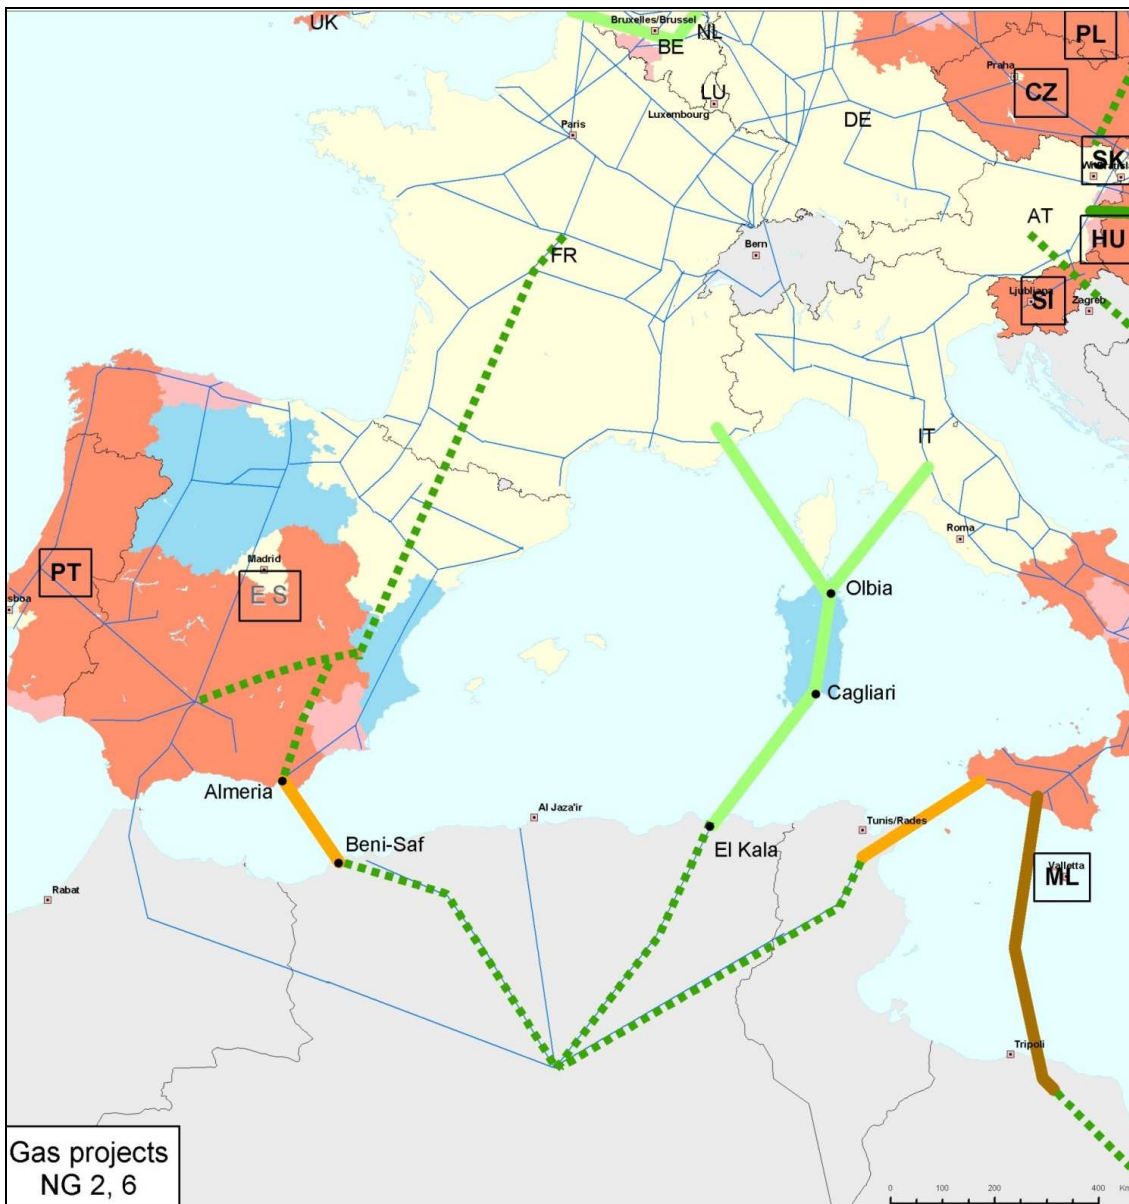 UK
Bruxelles/Brussel
NL
BE
PL
Praha
CZ
LU
Luxembourg
Paris
DE
SK
AT
HU
FR
Bern
Ljubljana
SI
Zagreb
IT
Roma
Madrid
PT
E S
isboa
Olbia
Cagliari
Almeria
Al Jaza'ir
Tunis/Rades
Beni-Saf
El Kala
Valletta
ML
Rabat
Tripoli
Gas projects
NG 2, 6
0 100 200 400 Km